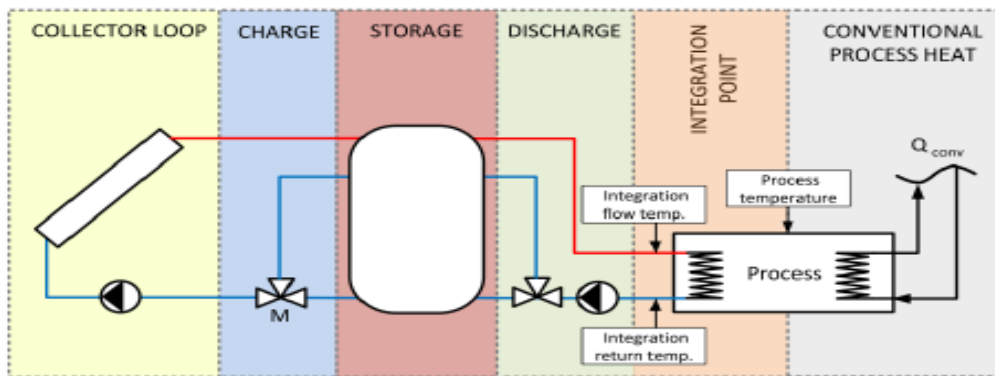 COLLECTOR LOOP
CHARGE
STORAGE
DISCHARGE
INTEGRATION
POINT
CONVENTIONAL
PROCESS HEAT
Q conv
Integration
flow temp.
Process
temperature
Process
M
Integration
return temp.